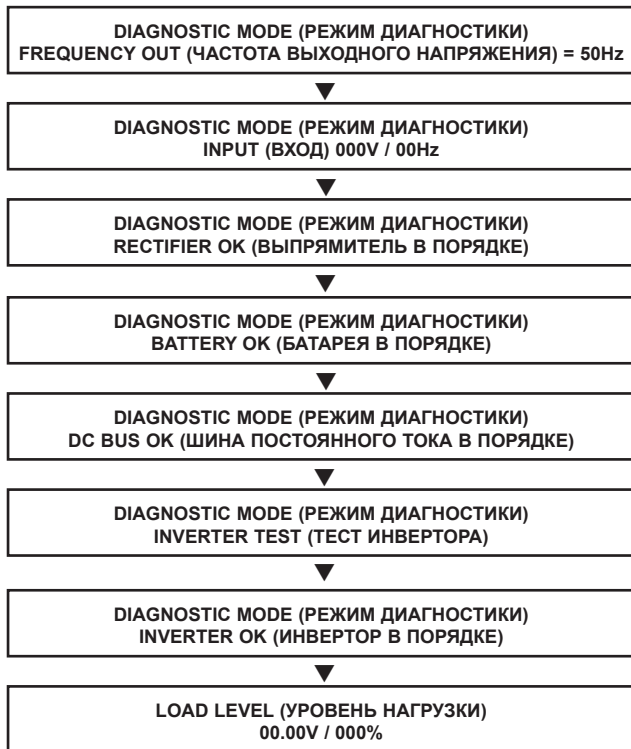 DIAGNOSTIC MODE (РЕЖИМ ДИАГНОСТИКИ)
FREQUENCY OUT (ЧАСТОТА ВЫХОДНОГО НАПРЯЖЕНИЯ) = 50Hz
DIAGNOSTIC MODE (РЕЖИМ ДИАГНОСТИКИ)
INPUT (ВХОД) 000V / 00Hz
DIAGNOSTIC MODE (РЕЖИМ ДИАГНОСТИКИ)
RECTIFIER OK (ВЫПРЯМИТЕЛЬ В ПОРЯДКЕ)
DIAGNOSTIC MODE (РЕЖИМ ДИАГНОСТИКИ)
BATTERY OK (БАТАРЕЯ В ПОРЯДКЕ)
DIAGNOSTIC MODE (РЕЖИМ ДИАГНОСТИКИ)
DC BUS OK (ШИНА ПОСТОЯННОГО ТОКА В ПОРЯДКЕ)
DIAGNOSTIC MODE (РЕЖИМ ДИАГНОСТИКИ)
INVERTER TEST (ТЕСТ ИНВЕРТОРА)
DIAGNOSTIC MODE (РЕЖИМ ДИАГНОСТИКИ)
INVERTER OK (ИНВЕРТОР В ПОРЯДКЕ)
LOAD LEVEL (УРОВЕНЬ НАГРУЗКИ)
00.00V / 000%